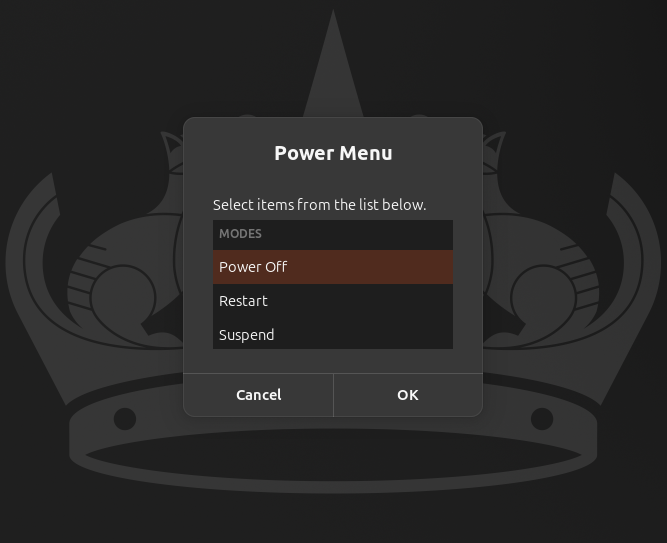 Power Menu
Select items from the list below.
MODES
Power Off
Restart
Suspend
Cancel
OK